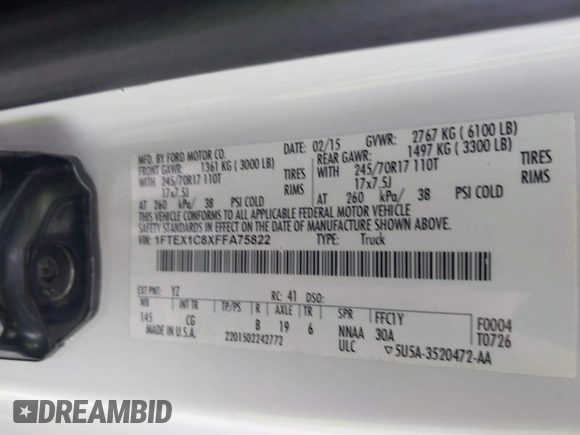 MFD. BY FORD MOTOR CO.
DATE: 02/15 GVWR: 2767 KG ( 6100 LB)
FRONT GAWR: 1361 KG ( 3000 LB)
REAR GAWR: 1497 KG ( 3300 LB)
WITH 245/70R17 110T TIRES
WITH 245/70R17 110T TIRES
17x7.5J RIMS
17x7.5J RIMS
AT 260 kPa/ 38 PSI COLD
AT 260 kPa/ 38 PSI COLD
THIS VEHICLE CONFORMS TO ALL APPLICABLE FEDERAL MOTOR VEHICLE
SAFETY STANDARDS IN EFFECT ON THE DATE OF MANUFACTURE SHOWN ABOVE.
VIN: 1FTEX1C8XFFA75822 TYPE: Truck
EXT PNT: YZ RC: 41 DSO:
WB INT TR TP/PS R AXLE TR SPR FFC1Y F0004
145 CG B 19 6 NNAA 30A T0726
MADE IN U.S.A. 2201502242772 ULC 5U5A-3520472-AA
DREAMBID